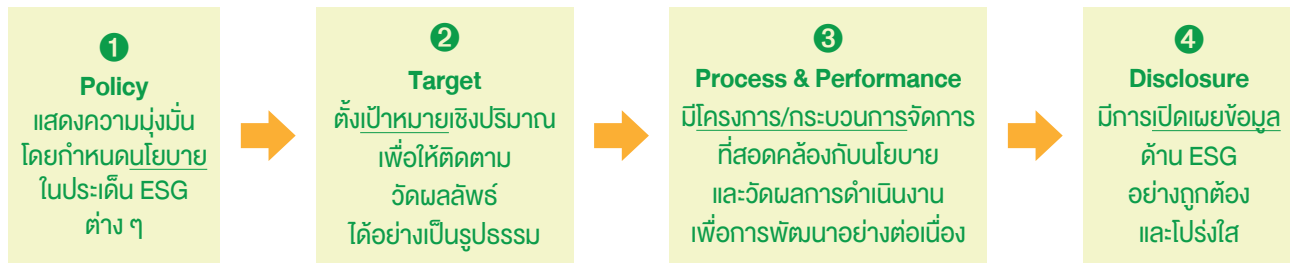 1
Policy
แสดงความมุ่งมั่น
โดยกำหนดนโยบาย
ในประเด็น ESG
ต่าง ๆ
2
Target
ตั้งเป้าหมายเชิงปริมาณ
เพื่อให้ติดตาม
วัดผลลัพธ์
ได้อย่างเป็นรูปธรรม
3
Process & Performance
มีโครงการ/กระบวนการจัดการ
ที่สอดคล้องกับนโยบาย
และวัดผลการดำเนินงาน
เพื่อการพัฒนาอย่างต่อเนื่อง
4
Disclosure
มีการเปิดเผยข้อมูล
ด้าน ESG
อย่างถูกต้อง
และโปร่งใส